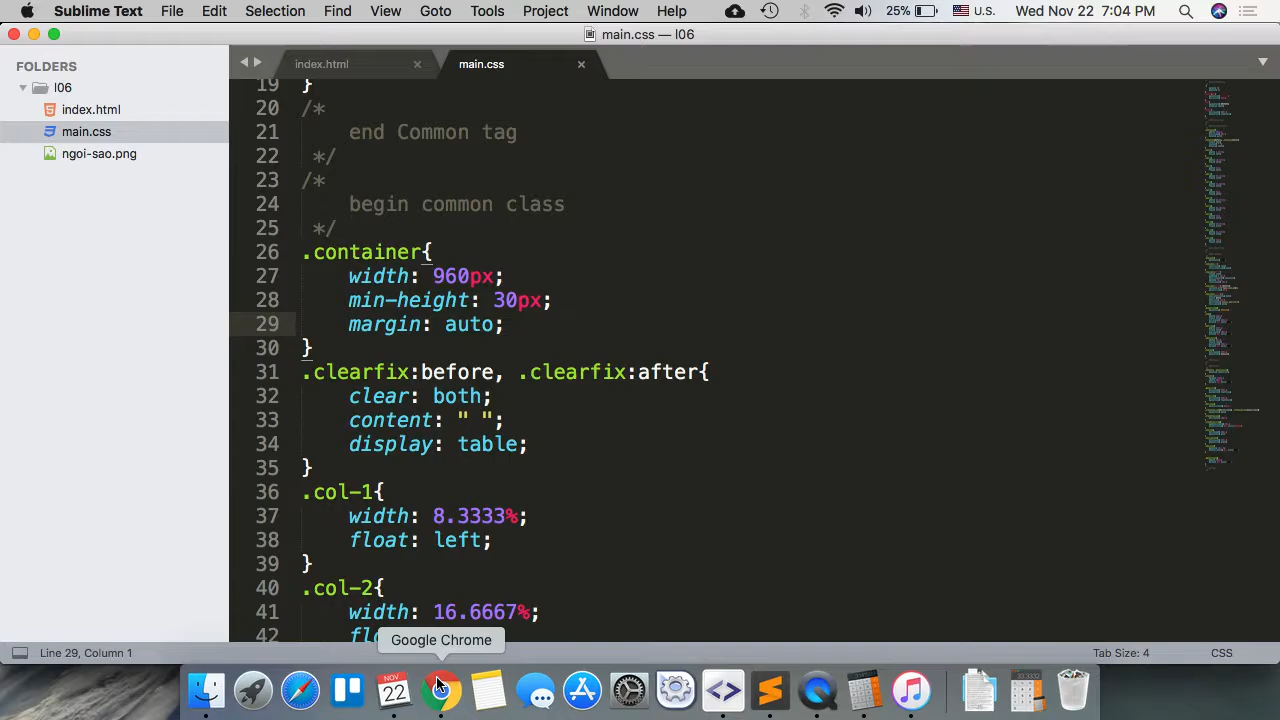 Sublime Text File Edit Selection Find View Goto Tools Project Window Help 25% U.S. Wed Nov 22 7:04 PM
main.css — l06
FOLDERS
l06
index.html
main.css
ngoi-sao.png
index.html main.css
19 }
20 /*
21 end Common tag
22 */
23 /*
24 begin common class
25 */
26 .container{
27 width: 960px;
28 min-height: 30px;
29 margin: auto;
30 }
31 .clearfix:before, .clearfix:after{
32 clear: both;
33 content: " ";
34 display: table;
35 }
36 .col-1{
37 width: 8.3333%;
38 float: left;
39 }
40 .col-2{
41 width: 16.6667%;
42
Google Chrome
Line 29, Column 1 Tab Size: 4 CSS
NOV
22